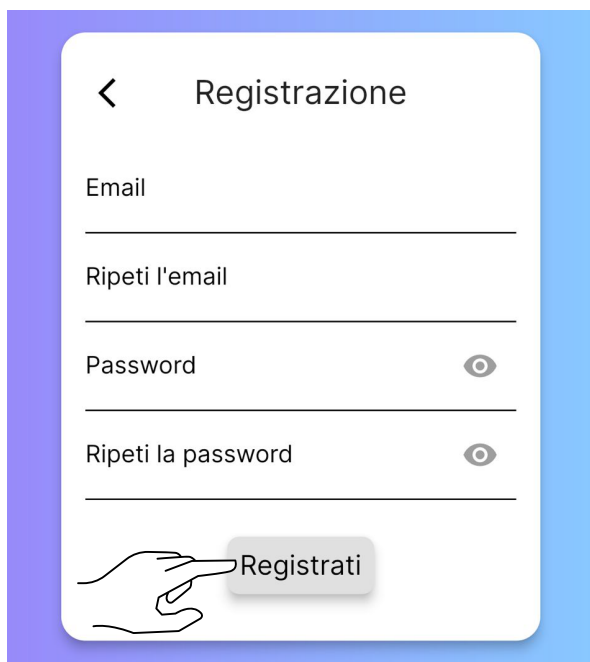 Registrazione
Email
Ripeti l'email
Password
Ripeti la password
Registrati